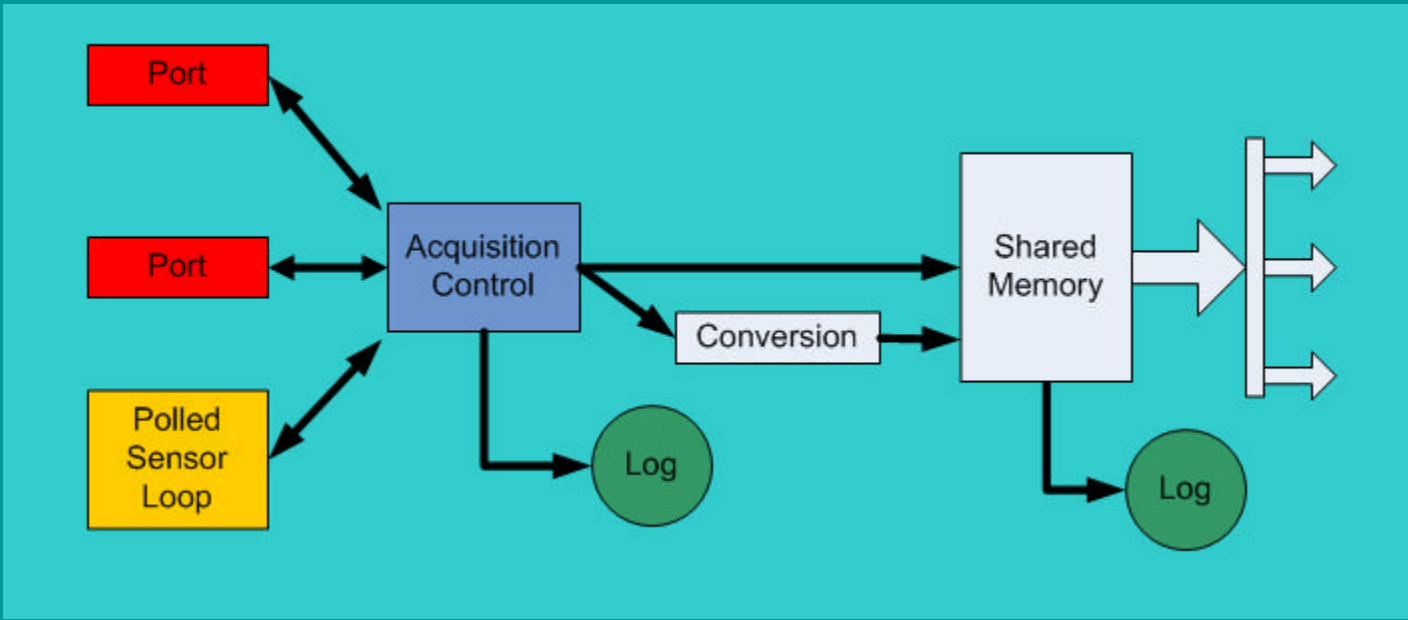 Port
Port
Polled
Sensor
Loop
Acquisition
Control
Conversion
Log
Shared
Memory
Log